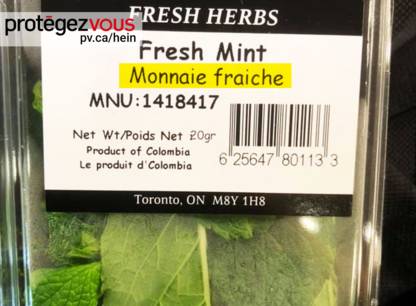 FRESH HERBS
protégezvous
pv.ca/hein
Fresh Mint
Monnaie fraiche
MNU:1418417
Net Wt/Poids Net 20gr
Product of Colombia
Le produit d'Colombia
6 25647 80113 3
Toronto, ON M8Y 1H8